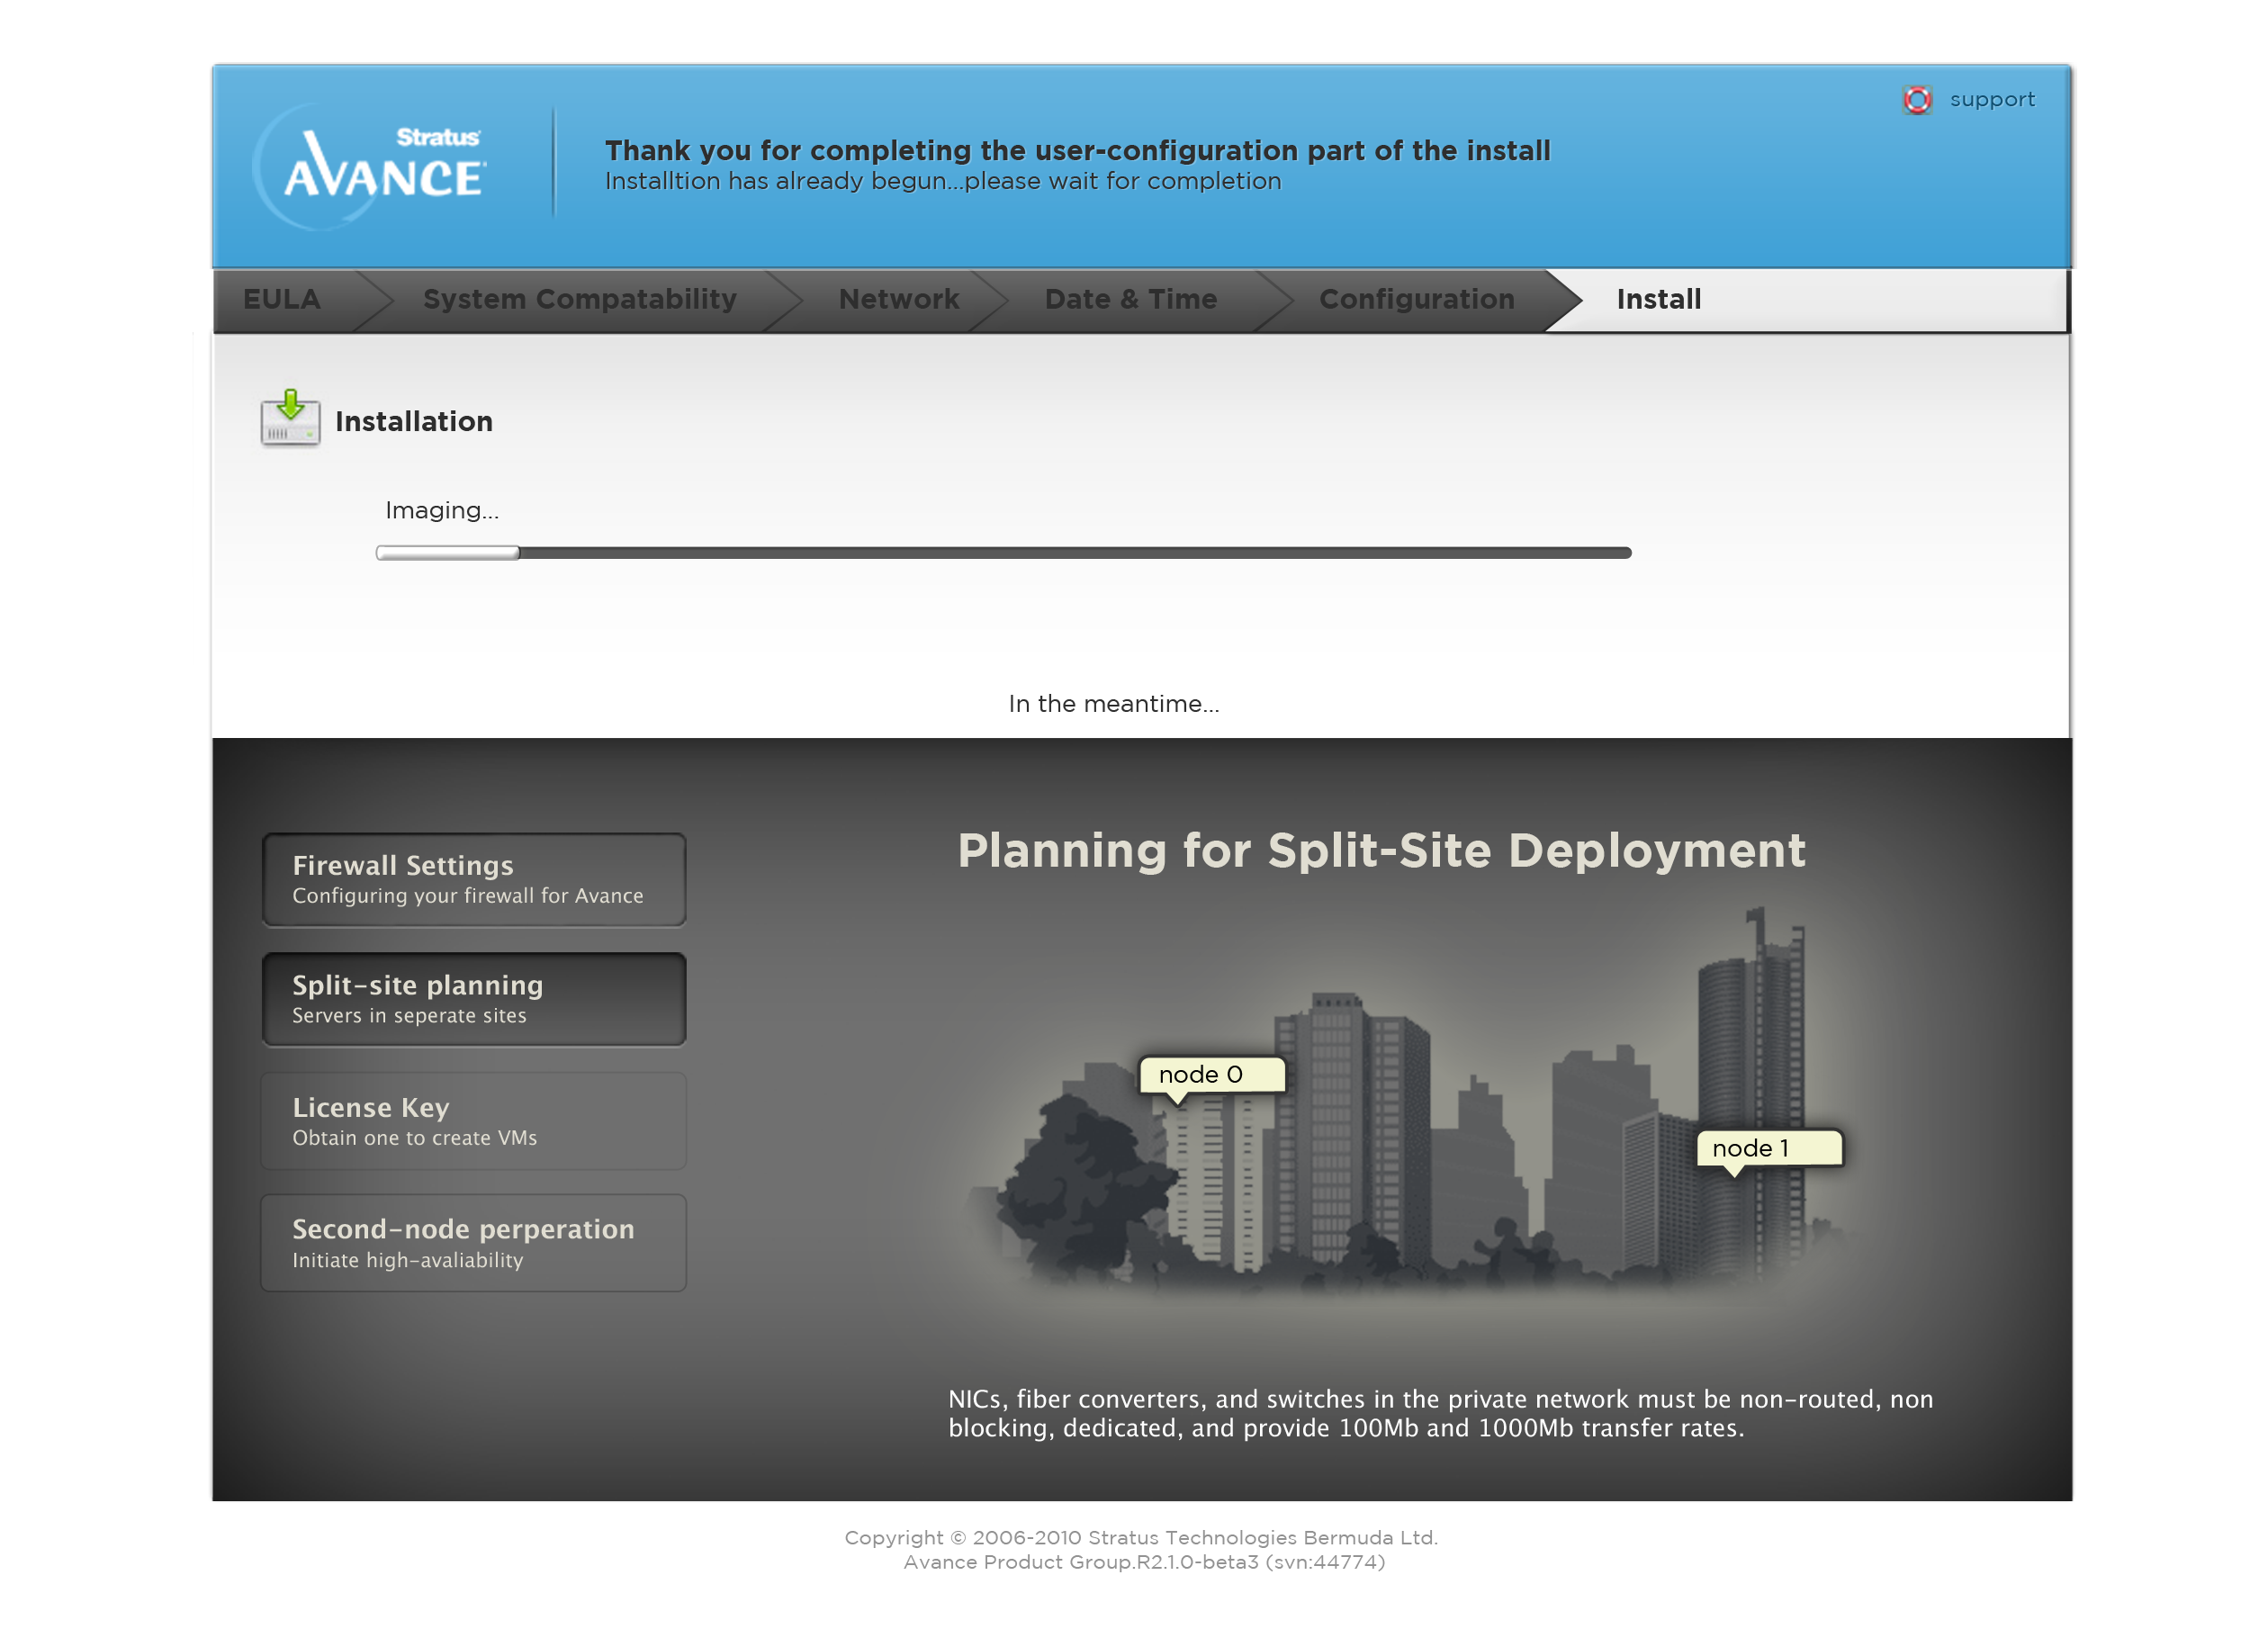 support
Stratus
AVANCE
Thank you for completing the user-configuration part of the install
Installtion has already begun...please wait for completion
EULA
System Compatability
Network
Date & Time
Configuration
Install
Installation
Imaging...
In the meantime...
Firewall Settings
Configuring your firewall for Avance
Split-site planning
Servers in seperate sites
License Key
Obtain one to create VMs
Second-node perperation
Initiate high-avaliability
Planning for Split-Site Deployment
node 0
node 1
NICs, fiber converters, and switches in the private network must be non-routed, non
blocking, dedicated, and provide 100Mb and 1000Mb transfer rates.
Copyright © 2006-2010 Stratus Technologies Bermuda Ltd.
Avance Product Group.R2.1.0-beta3 (svn:44774)